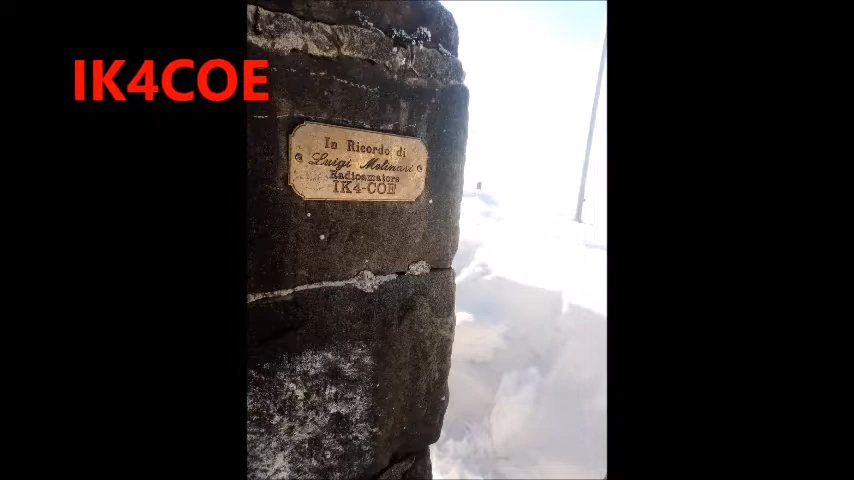 IK4COE
In Ricordo di
Luigi Molinari
Radioamatore
IK4-COE